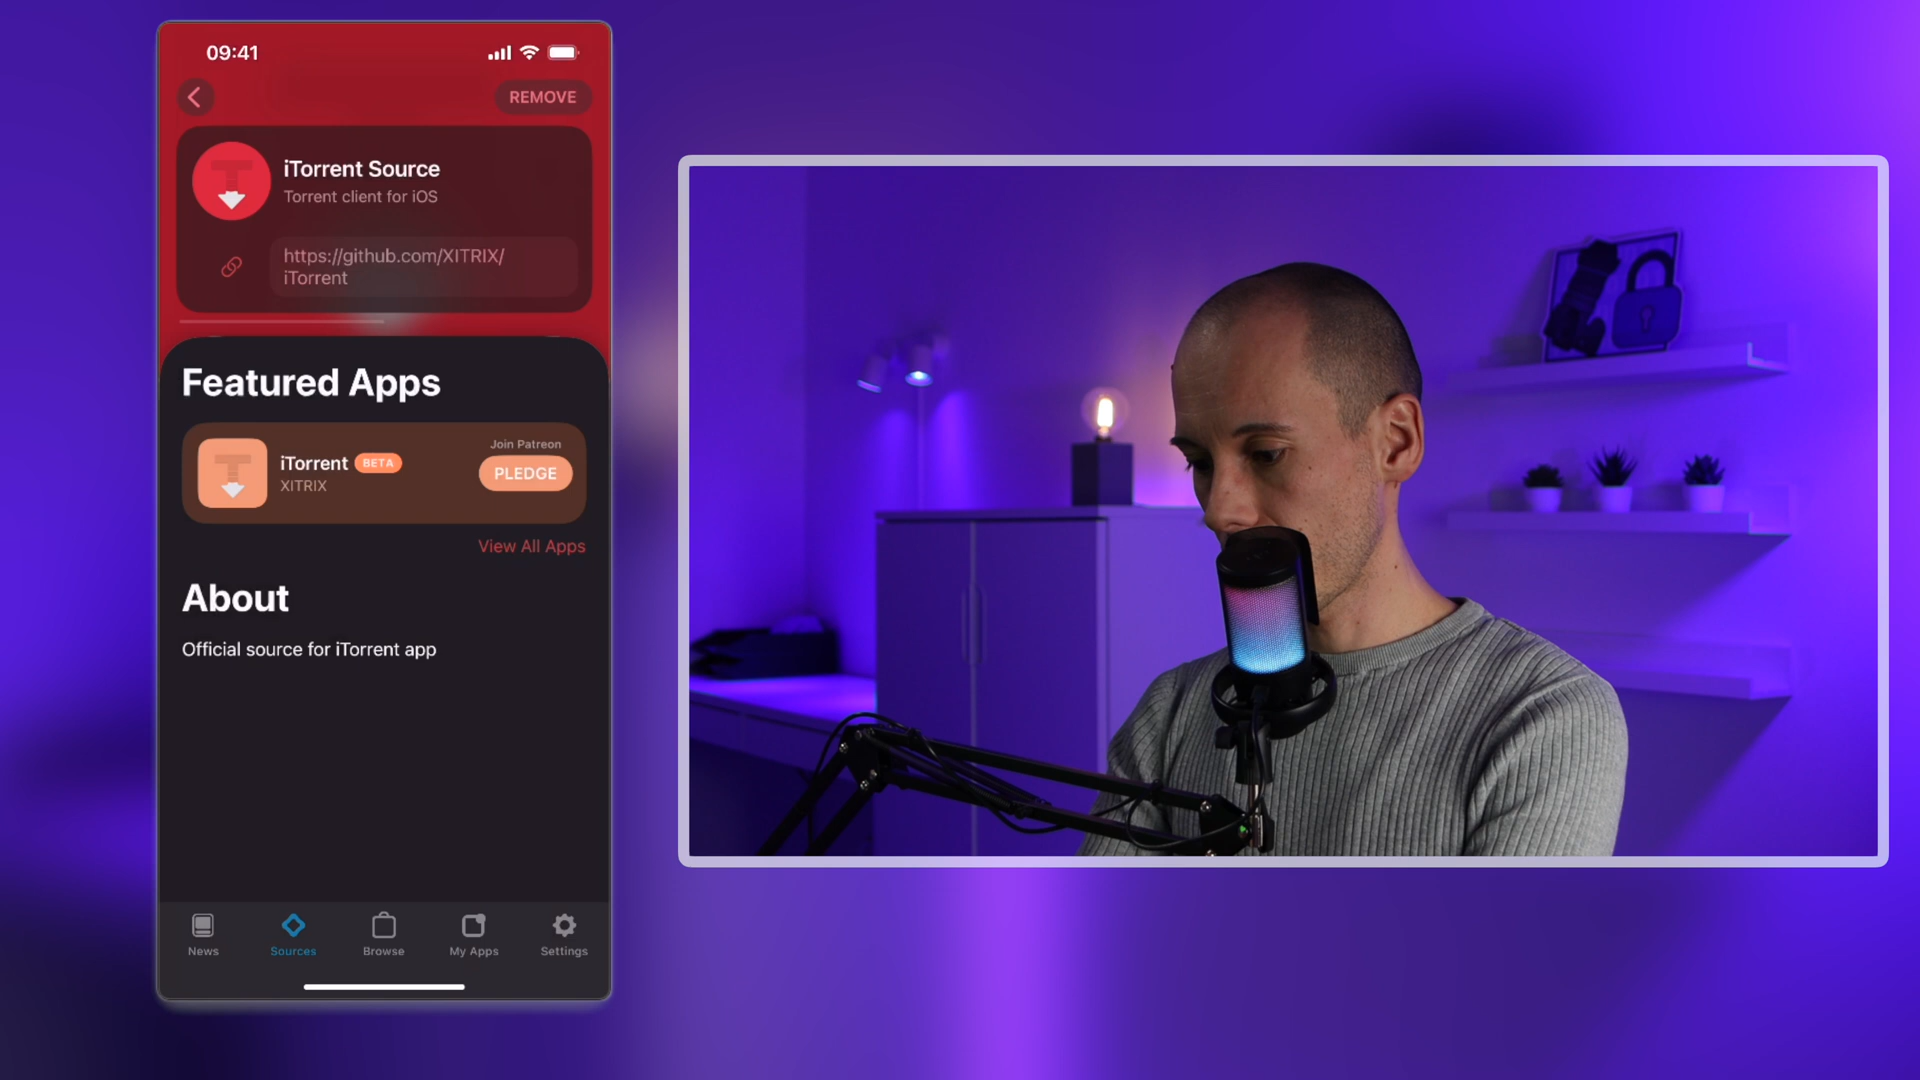 09:41
REMOVE
iTorrent Source
Torrent client for iOS
https://github.com/XITRIX/
iTorrent
Featured Apps
iTorrent BETA
XITRIX
Join Patreon
PLEDGE
View All Apps
About
Official source for iTorrent app
News
Sources
Browse
My Apps
Settings